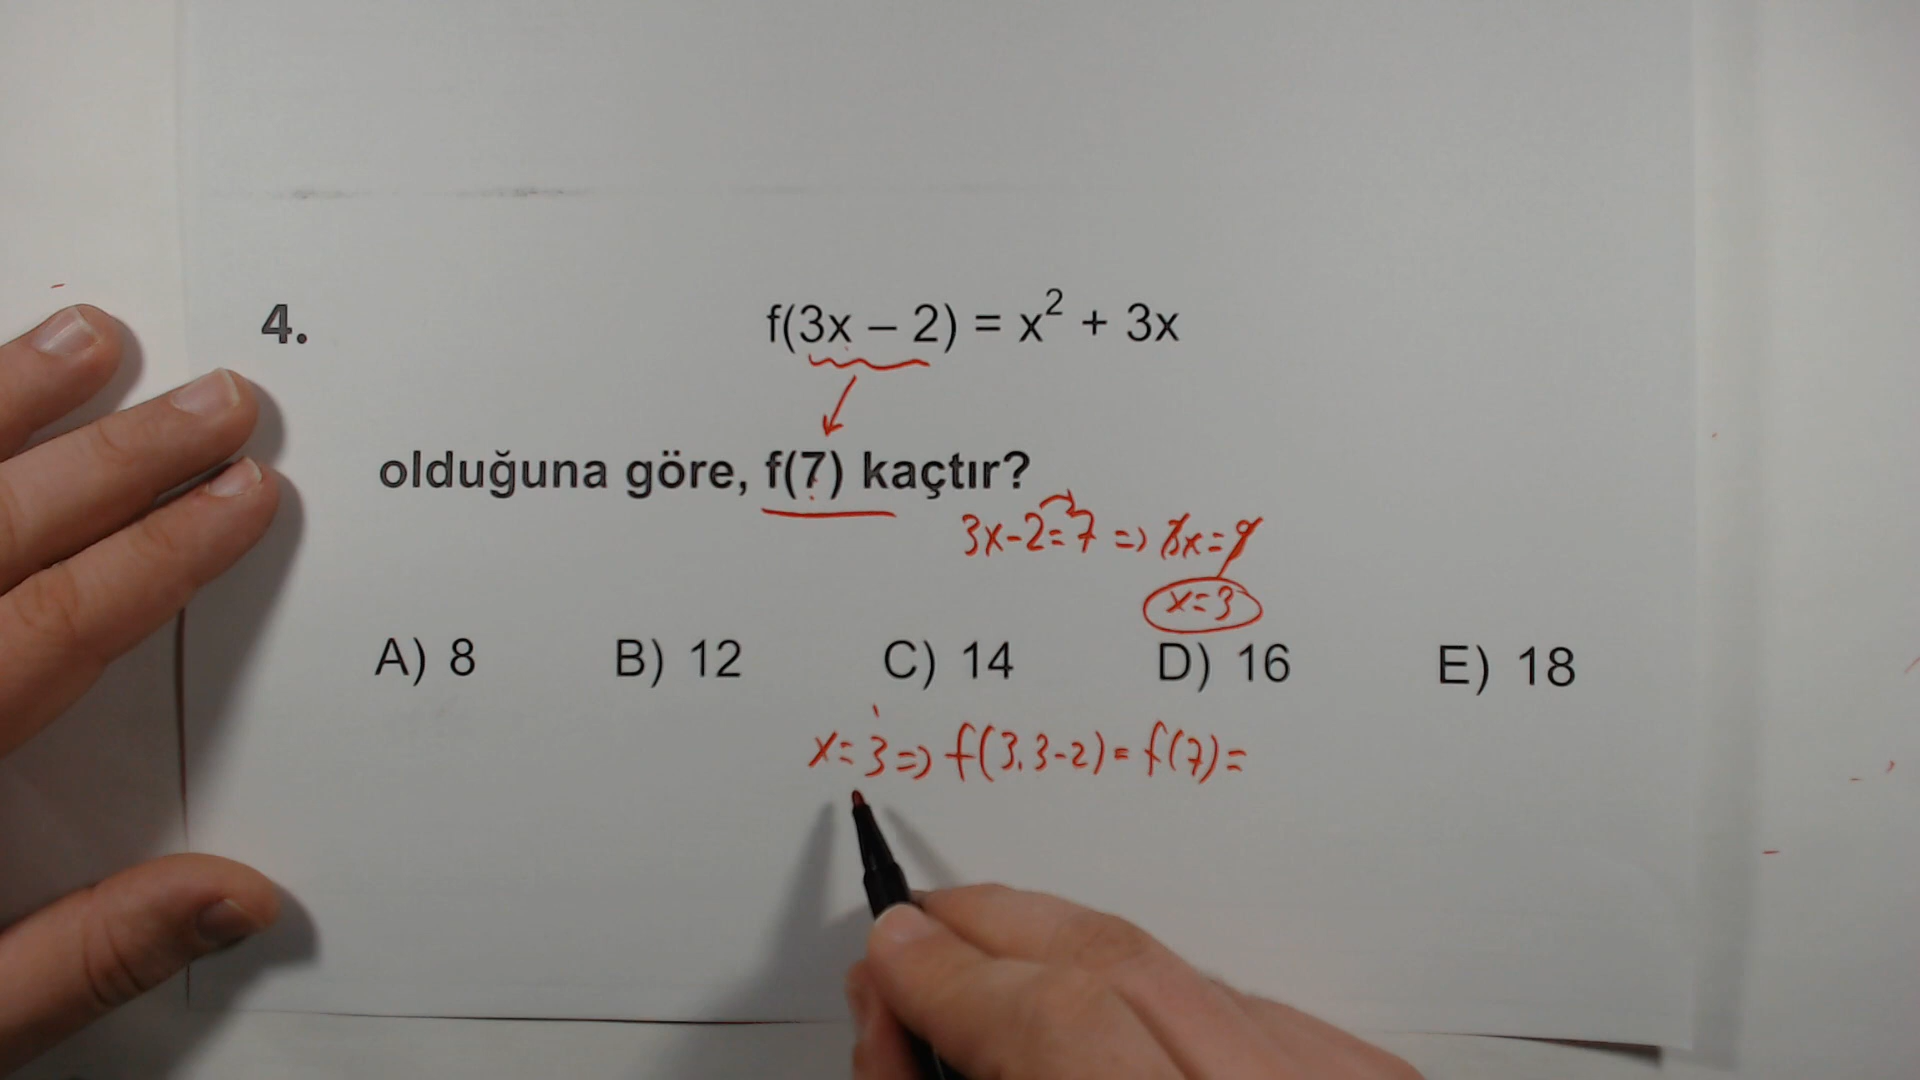 4. f(3x – 2) = x² + 3x
olduğuna göre, f(7) kaçtır?
3x-2=7 => 3x=9
x=3
A) 8 B) 12 C) 14 D) 16 E) 18
x=3 => f(3.3-2) = f(7) =